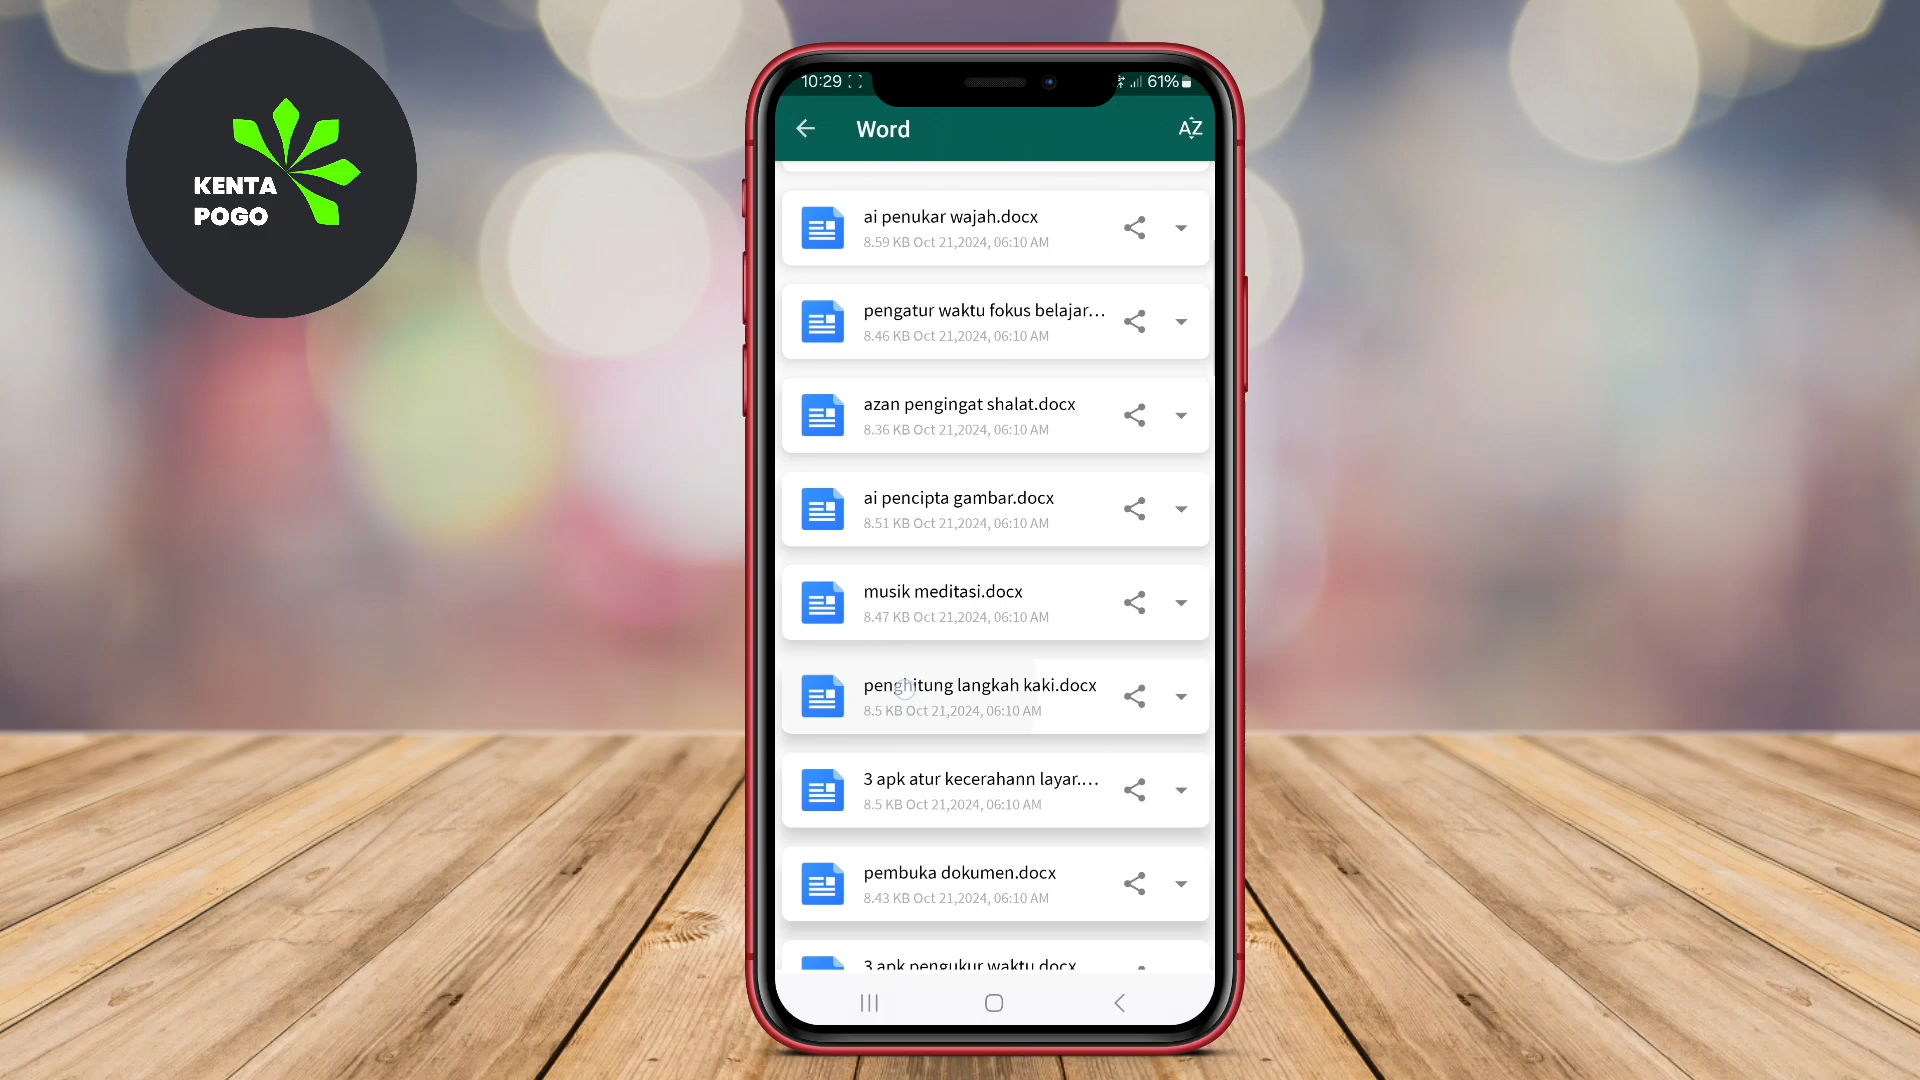 KENTA
POGO
10:29 61%
Word AZ
ai penukar wajah.docx
8.59 KB Oct 21,2024, 06:10 AM
pengatur waktu fokus belajar...
8.46 KB Oct 21,2024, 06:10 AM
azan pengingat shalat.docx
8.36 KB Oct 21,2024, 06:10 AM
ai pencipta gambar.docx
8.51 KB Oct 21,2024, 06:10 AM
musik meditasi.docx
8.47 KB Oct 21,2024, 06:10 AM
penghitung langkah kaki.docx
8.5 KB Oct 21,2024, 06:10 AM
3 apk atur kecerahann layar....
8.5 KB Oct 21,2024, 06:10 AM
pembuka dokumen.docx
8.43 KB Oct 21,2024, 06:10 AM
3 apk pengukur waktu.docx